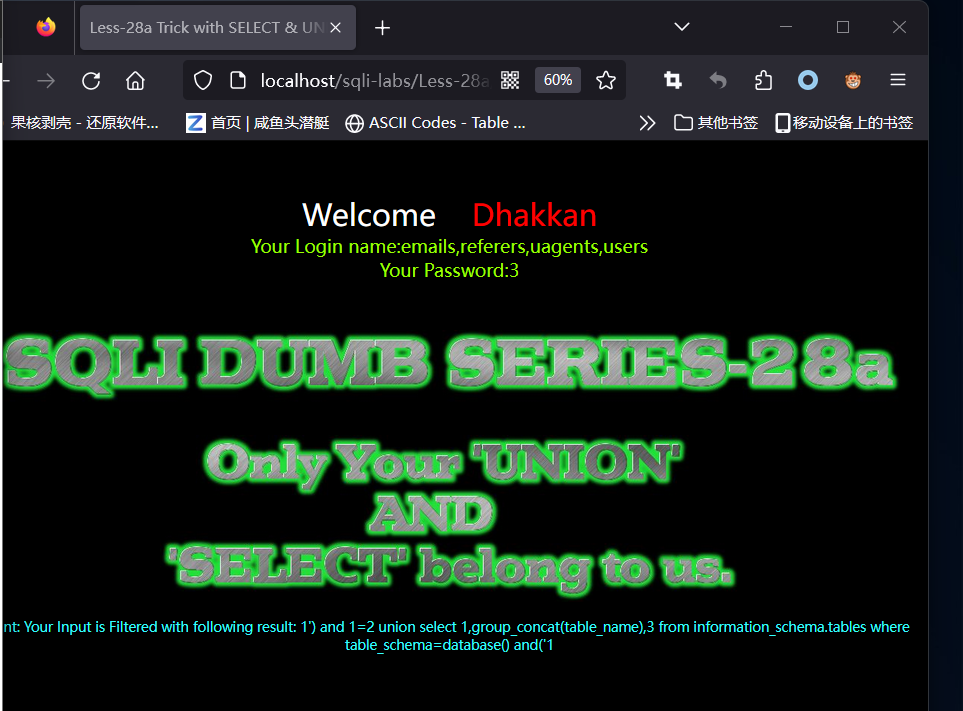 Less-28a Trick with SELECT & UN
localhost/sqli-labs/Less-28a
60%
果核剥壳 - 还原软件...
首页 | 咸鱼头潜艇
ASCII Codes - Table ...
其他书签
移动设备上的书签
Welcome Dhakkan
Your Login name:emails,referers,uagents,users
Your Password:3
SQLI DUMB SERIES-28a
Only Your 'UNION'
AND
'SELECT' belong to us.
nt: Your Input is Filtered with following result: 1') and 1=2 union select 1,group_concat(table_name),3 from information_schema.tables where
table_schema=database() and('1